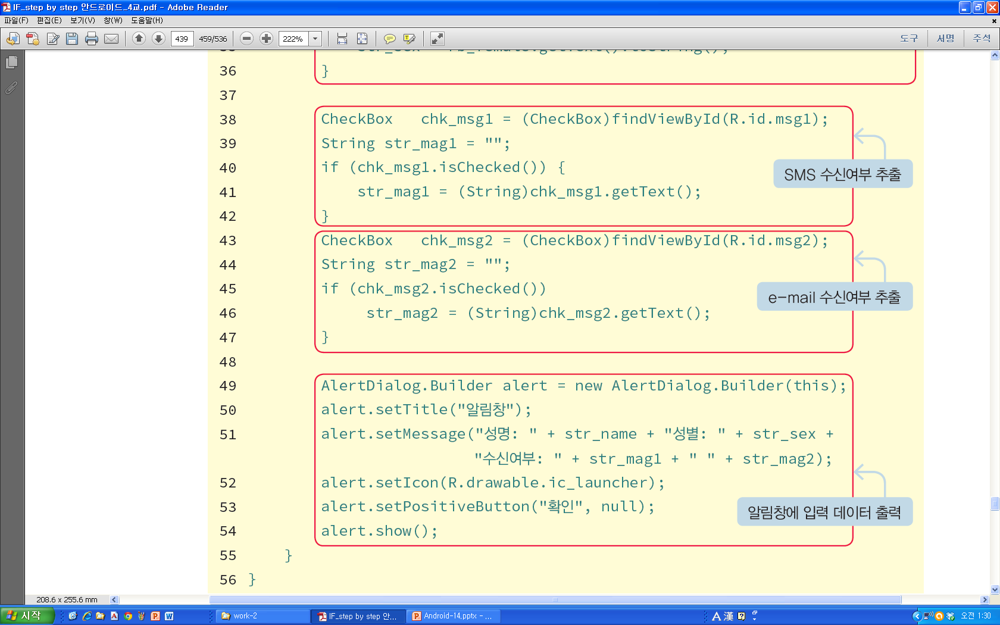 IF_step by step 안드로이드_4교.pdf - Adobe Reader
파일(F) 편집(E) 보기(V) 창(W) 도움말(H)
439 459/536 222% 도구 서명 주석
36 }
37
38 CheckBox chk_msg1 = (CheckBox)findViewById(R.id.msg1);
39 String str_mag1 = "";
40 if (chk_msg1.isChecked()) {
SMS 수신여부 추출
41 str_mag1 = (String)chk_msg1.getText();
42 }
43 CheckBox chk_msg2 = (CheckBox)findViewById(R.id.msg2);
44 String str_mag2 = "";
45 if (chk_msg2.isChecked())
e-mail 수신여부 추출
46 str_mag2 = (String)chk_msg2.getText();
47 }
48
49 AlertDialog.Builder alert = new AlertDialog.Builder(this);
50 alert.setTitle("알림창");
51 alert.setMessage("성명: " + str_name + "성별: " + str_sex +
"수신여부: " + str_mag1 + " " + str_mag2);
52 alert.setIcon(R.drawable.ic_launcher);
53 alert.setPositiveButton("확인", null);
알림창에 입력 데이터 출력
54 alert.show();
55 }
56 }
208.6 x 255.6 mm
시작 work-2 IF_step by step 안... Android-14.pptx - ... A 漢 오전 1:30